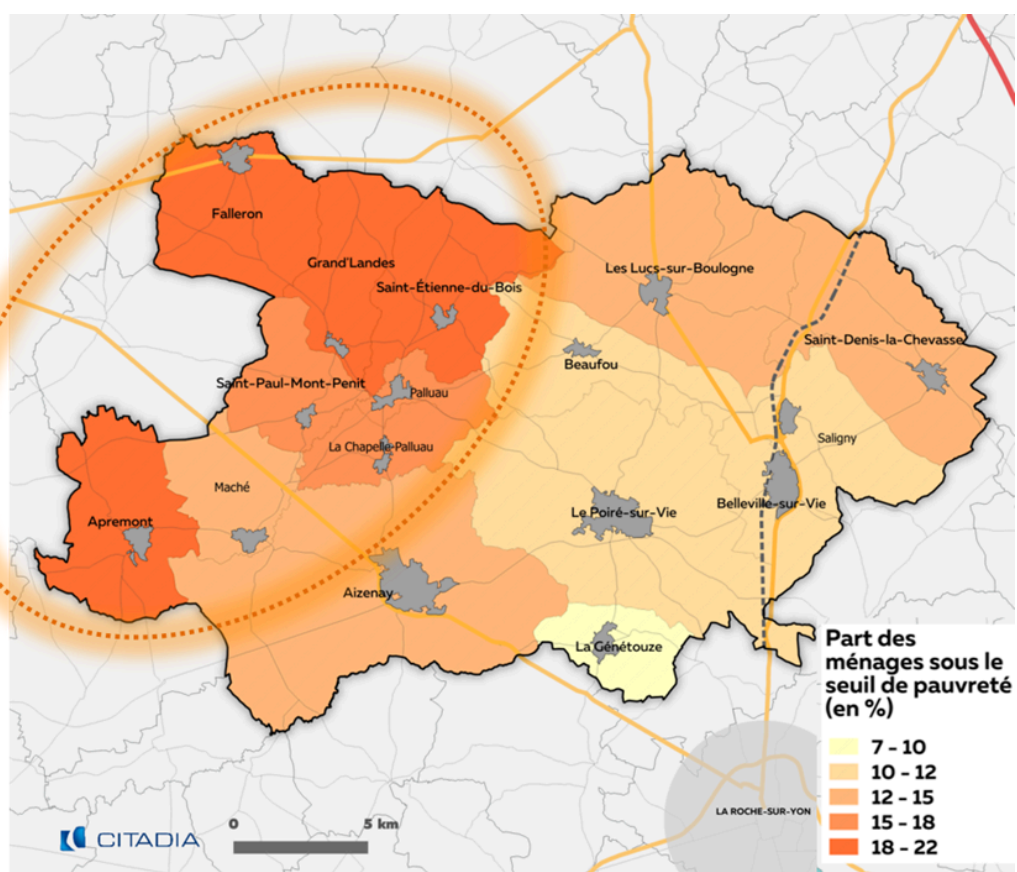 Falleron
Grand'Landes
Saint-Étienne-du-Bois
Les Lucs-sur-Boulogne
Saint-Denis-la-Chevasse
Beaufou
Saint-Paul-Mont-Penit
Palluau
La Chapelle-Palluau
Saligny
Maché
Belleville-sur-Vie
Apremont
Le Poiré-sur-Vie
Aizenay
La Génétouze
LA ROCHE-SUR-YON
Part des
ménages sous le
seuil de pauvreté
(en %)
7 - 10
10 - 12
12 - 15
15 - 18
18 - 22
0 5 km
CITADIA